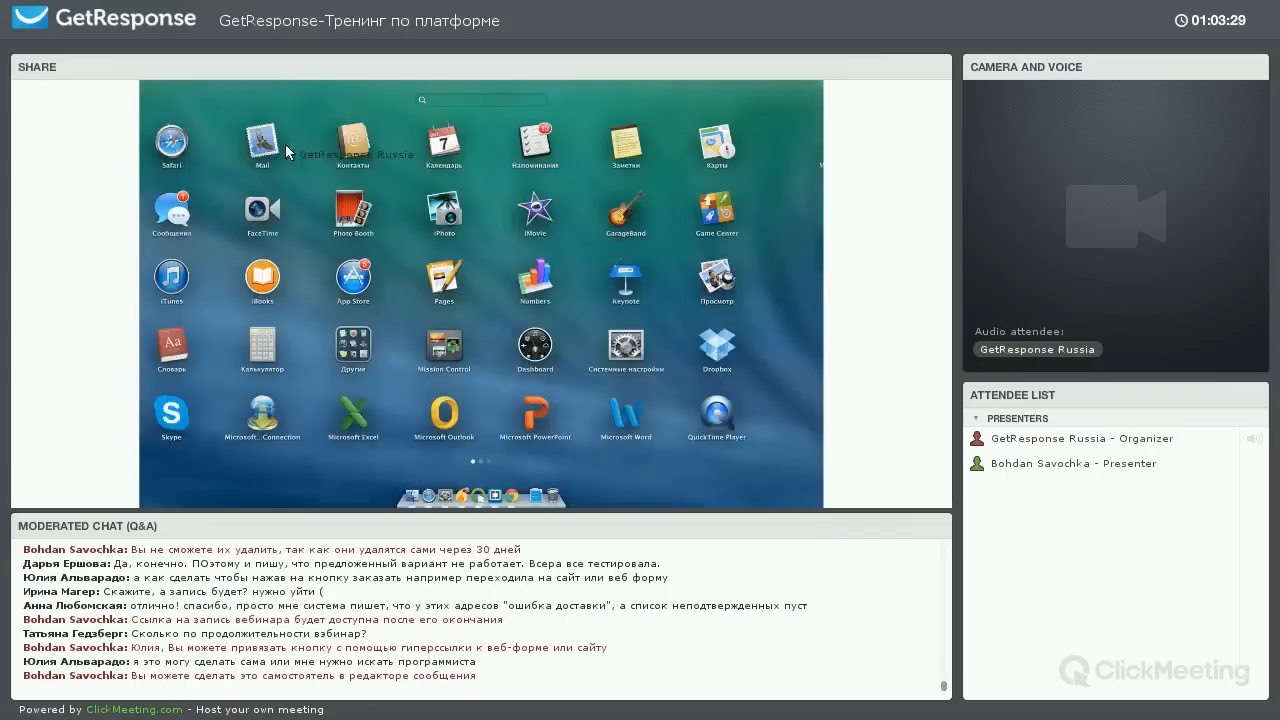 GetResponse
GetResponse-Тренинг по платформе
01:03:29
SHARE
GetResponse Russia
Safari
Mail
Контакты
7
Календарь
13
Напоминания
Заметки
Карты
1
Сообщения
FaceTime
Photo Booth
iPhoto
iMovie
GarageBand
Game Center
iTunes
iBooks
App Store
Pages
Numbers
Keynote
Просмотр
Aa
Словарь
Калькулятор
Другие
Mission Control
Dashboard
Системные настройки
Dropbox
Skype
Microsoft...Connection
Microsoft Excel
Microsoft Outlook
Microsoft PowerPoint
Microsoft Word
QuickTime Player
CAMERA AND VOICE
Audio attendee:
GetResponse Russia
ATTENDEE LIST
PRESENTERS
GetResponse Russia - Organizer
Bohdan Savochka - Presenter
ClickMeeting
MODERATED CHAT (Q&A)
Bohdan Savochka: Вы не сможете их удалить, так как они удалятся сами через 30 дней
Дарья Ершова: Да, конечно. ПОэтому и пишу, что предложенный вариант не работает. Всера все тестировала.
Юлия Альварадо: а как сделать чтобы нажав на кнопку заказать например переходила на сайт или веб форму
Ирина Магер: Скажите, а запись будет? нужно уйти (
Анна Любомская: отлично! спасибо, просто мне система пишет, что у этих адресов "ошибка доставки", а список неподтвержденных пуст
Bohdan Savochka: Ссылка на запись вебинара будет доступна после его окончания
Татьяна Гедзберг: Сколько по продолжительности вэбинар?
Bohdan Savochka: Юлия, Вы можете привязать кнопку с помощью гиперссылки к веб-форме или сайту
Юлия Альварадо: я это могу сделать сама или мне нужно искать программиста
Bohdan Savochka: Вы можете сделать это самостоятель в редакторе сообщения
Powered by ClickMeeting.com - Host your own meeting